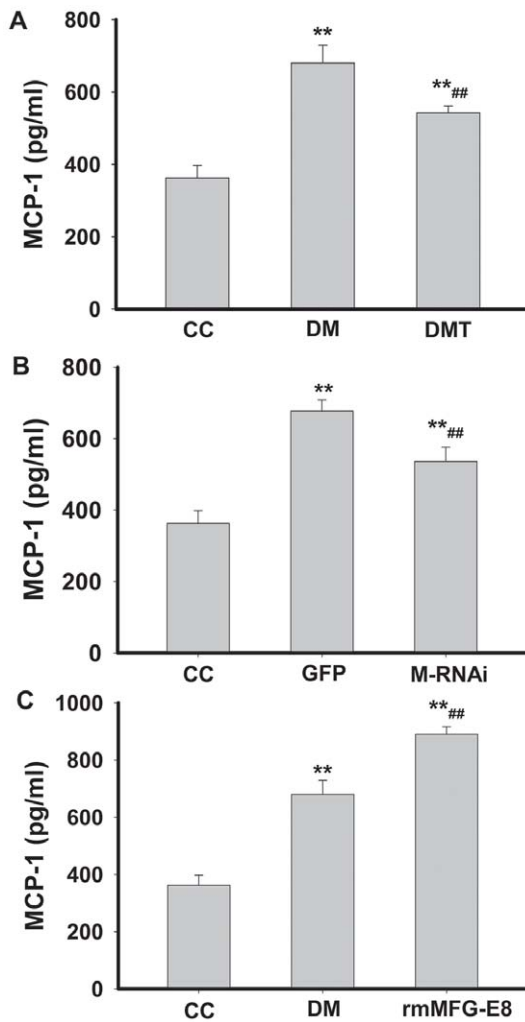 A
MCP-1 (pg/ml)
800
600
400
200
0
**
**##
CC DM DMT
B
MCP-1 (pg/ml)
800
600
400
200
0
**
**##
CC GFP M-RNAi
C
MCP-1 (pg/ml)
1000
800
600
400
200
0
**
**##
CC DM rmMFG-E8